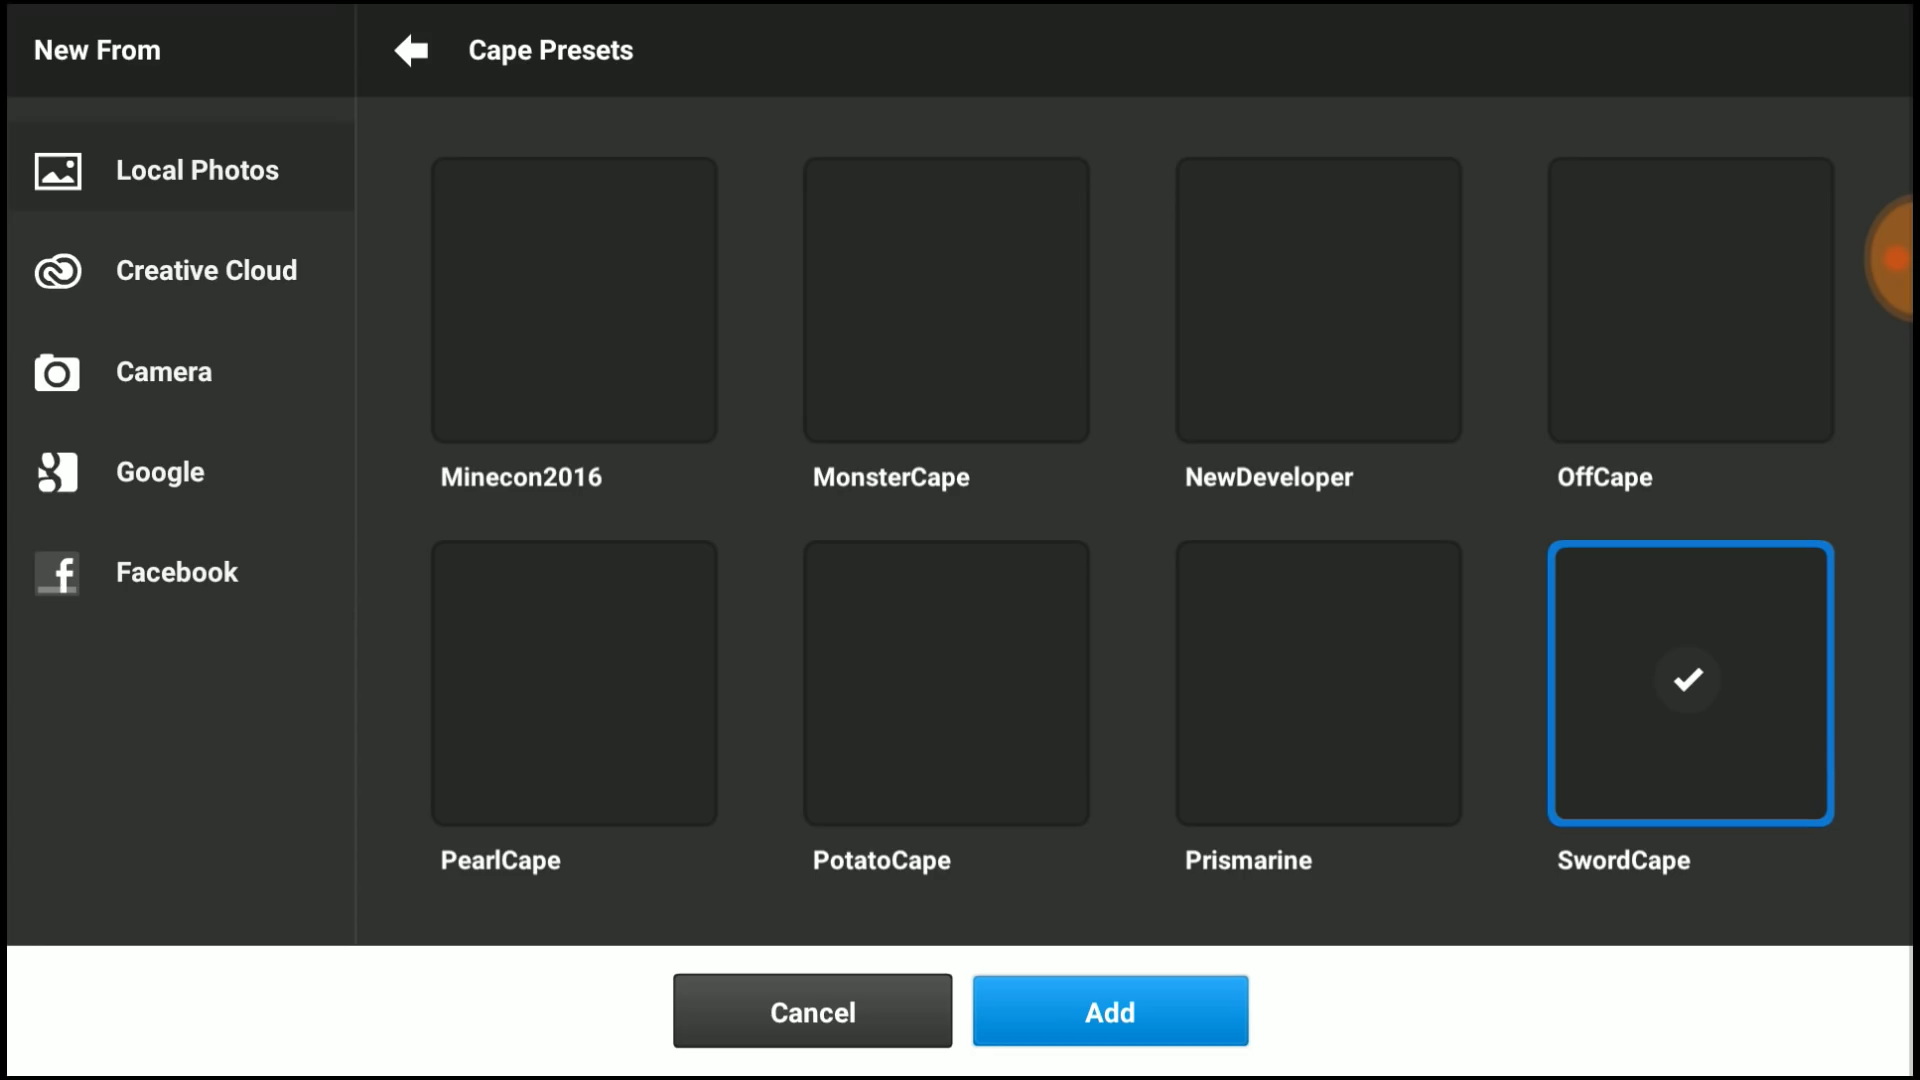 New From
Cape Presets
Local Photos
Creative Cloud
Camera
Google
Facebook
Minecon2016
MonsterCape
NewDeveloper
OffCape
PearlCape
PotatoCape
Prismarine
SwordCape
Cancel
Add